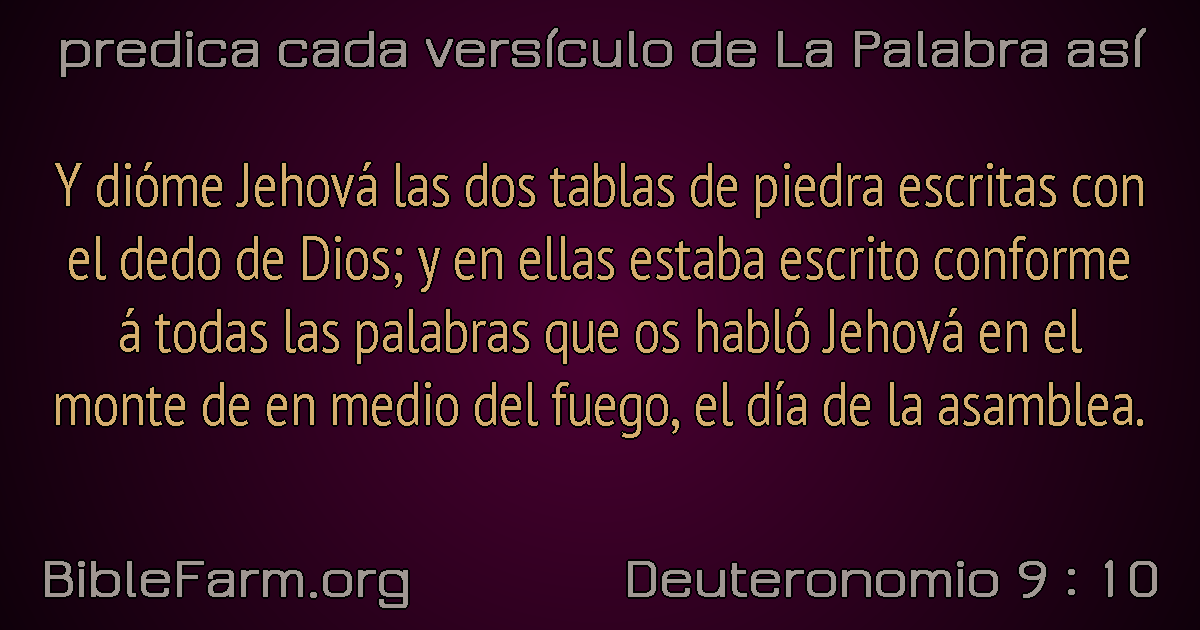 predica cada versículo de La Palabra así
Y dióme Jehová las dos tablas de piedra escritas con
el dedo de Dios; y en ellas estaba escrito conforme
á todas las palabras que os habló Jehová en el
monte de en medio del fuego, el día de la asamblea.
BibleFarm.org Deuteronomio 9 : 10